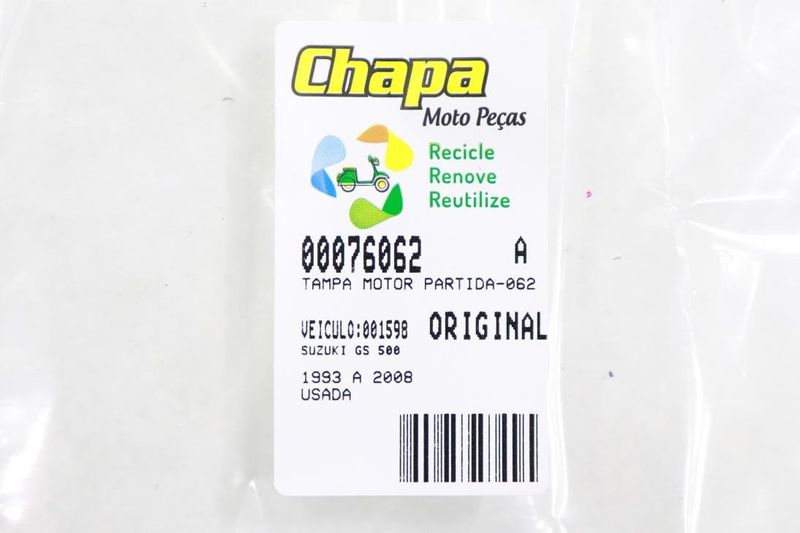 Chapa
Moto Peças
Recicle
Renove
Reutilize
00076062 A
TAMPA MOTOR PARTIDA-062
VEICULO:001598 ORIGINAL
SUZUKI GS 500
1993 A 2008
USADA